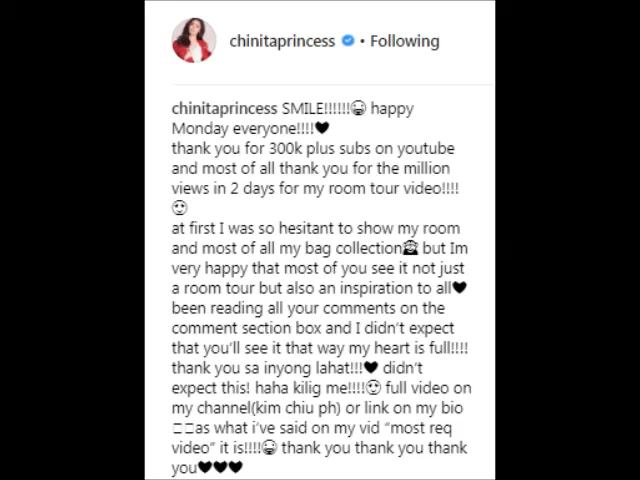 chinitaprincess • Following
chinitaprincess SMILE!!!!!!😀 happy
Monday everyone!!!!♥
thank you for 300k plus subs on youtube
and most of all thank you for the million
views in 2 days for my room tour video!!!!
😍
at first I was so hesitant to show my room
and most of all my bag collection🙈 but Im
very happy that most of you see it not just
a room tour but also an inspiration to all♥
been reading all your comments on the
comment section box and I didn't expect
that you'll see it that way my heart is full!!!!
thank you sa inyong lahat!!!♥ didn't
expect this! haha kilig me!!!!😍 full video on
my channel(kim chiu ph) or link on my bio
□□as what i've said on my vid "most req
video" it is!!!!😀 thank you thank you thank
you♥♥♥